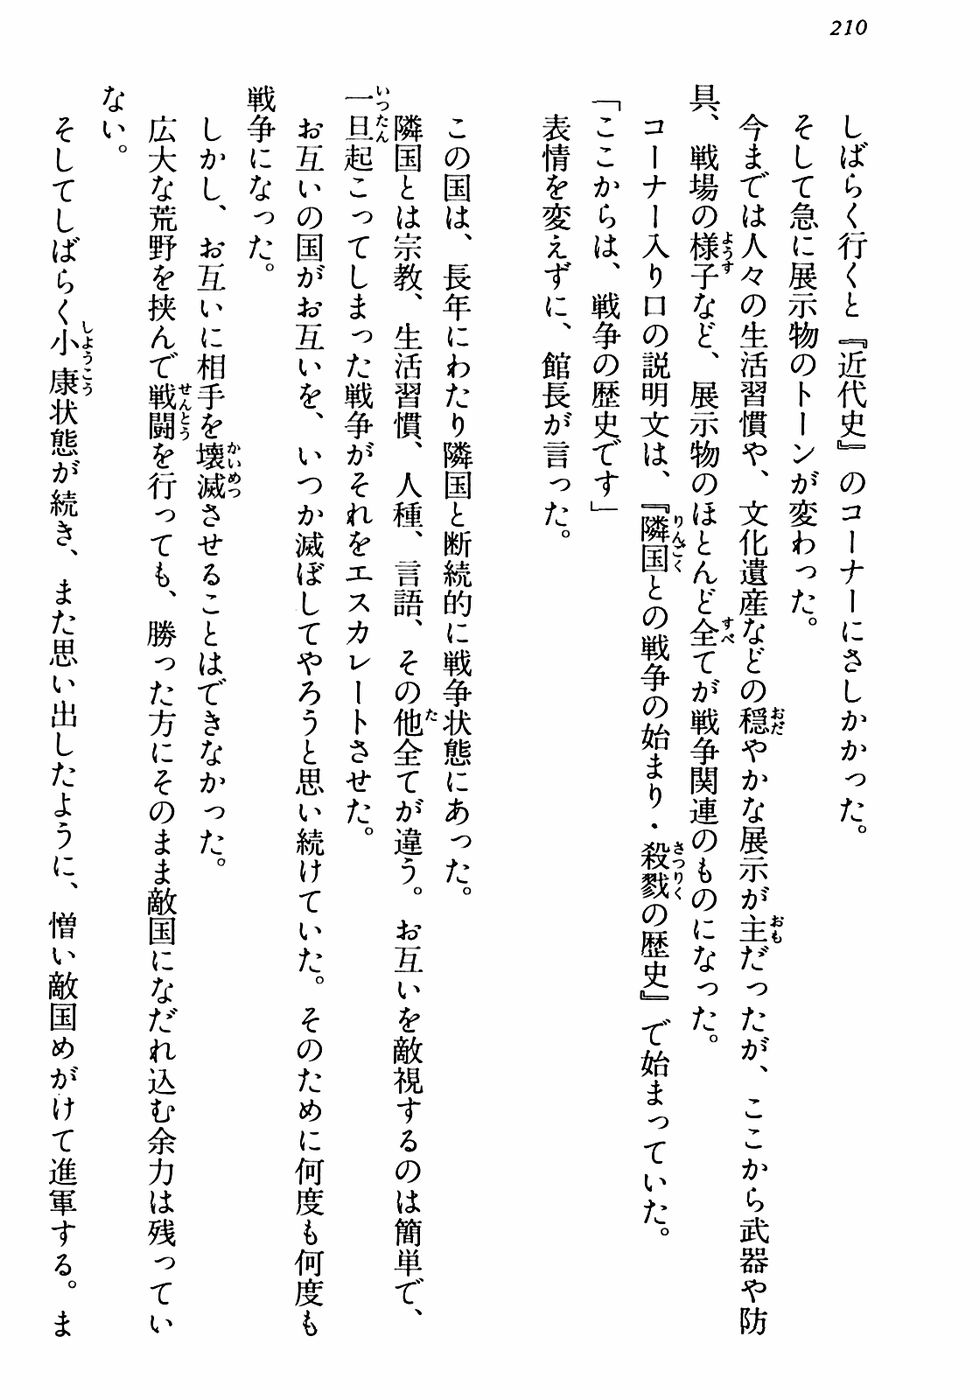 210
しばらく行くと『近代史』のコーナーにさしかかった。
そして急に展示物のトーンが変わった。
今までは人々の生活習慣や、文化遺産などの穏やかな展示が主だったが、ここから武器や防
具、戦場の様子など、展示物のほとんど全てが戦争関連のものになった。
コーナー入り口の説明文は、『隣国との戦争の始まり・殺戮の歴史』で始まっていた。
「ここからは、戦争の歴史です」
表情を変えずに、館長が言った。
この国は、長年にわたり隣国と断続的に戦争状態にあった。
隣国とは宗教、生活習慣、人種、言語、その他全てが違う。お互いを敵視するのは簡単で、
一旦起こってしまった戦争がそれをエスカレートさせた。
お互いの国がお互いを、いつか滅ぼしてやろうと思い続けていた。そのために何度も何度も
戦争になった。
しかし、お互いに相手を壊滅させることはできなかった。
広大な荒野を挟んで戦闘を行っても、勝った方にそのまま敵国になだれ込む余力は残ってい
ない。
そしてしばらく小康状態が続き、また思い出したように、憎い敵国めがけて進軍する。ま